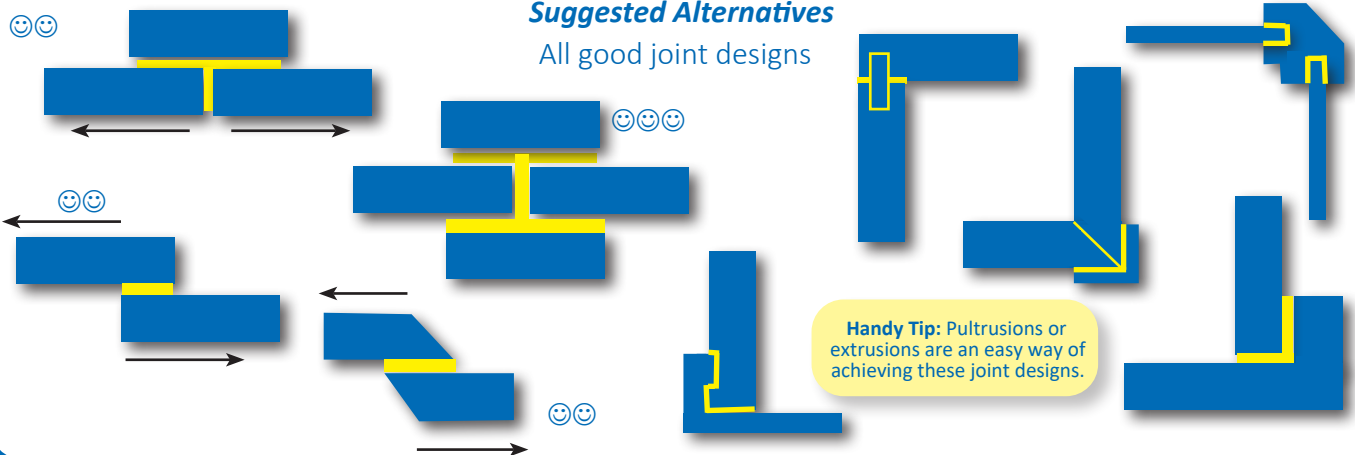 Suggested Alternatives
All good joint designs
Handy Tip: Pultrusions or
extrusions are an easy way of
achieving these joint designs.